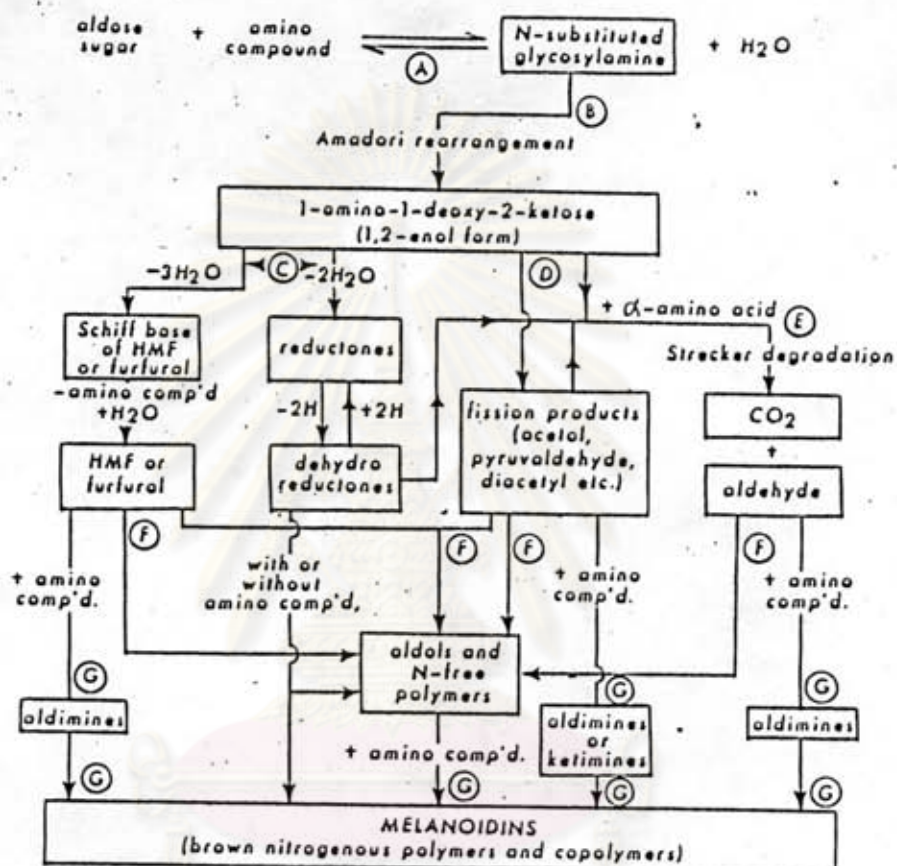 aldose sugar + amino compound N-substituted glycosylamine + H2O
A
B
Amadori rearrangement
1-amino-1-deoxy-2-ketose
(1,2-enol form)
-3H2O C -2H2O D
+ α-amino acid E
Strecker degradation
Schiff base
of HMF
or furfural
reductones
-amino comp'd
+H2O
-2H +2H
fission products
(acetol,
pyruvaldehyde,
diacetyl etc.)
CO2
+
aldehyde
HMF or
furfural
dehydro
reductones
F F F F
+ amino
comp'd.
with or
without
amino comp'd,
+ amino
comp'd.
+ amino
comp'd.
aldols and
N-free
polymers
G G G
aldimines
aldimines
or
ketimines
aldimines
+ amino comp'd.
G G G G
MELANOIDINS
(brown nitrogenous polymers and copolymers)